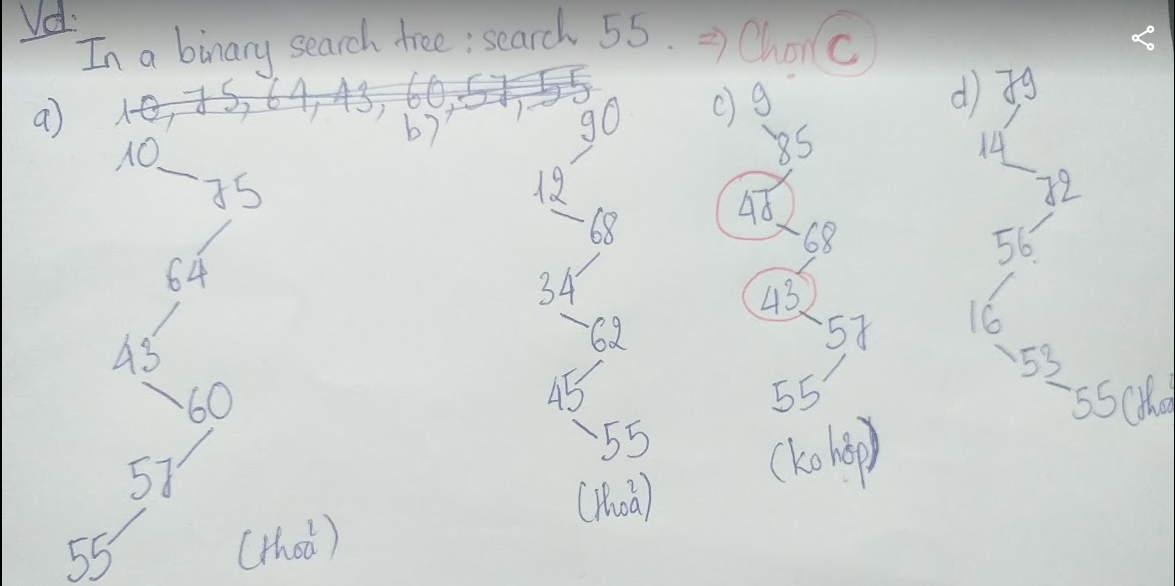 Vd:
In a binary search tree : search 55. => Chọn C
a) 10, 75, 64, 43, 60, 57, 55
10
75
64
43
60
57
55
(thoả)
b)
90
12
68
34
62
45
55
(thoả)
c) 9
85
47
68
43
57
55
(ko hợp)
d) 79
14
72
56
16
53
55 (thoả